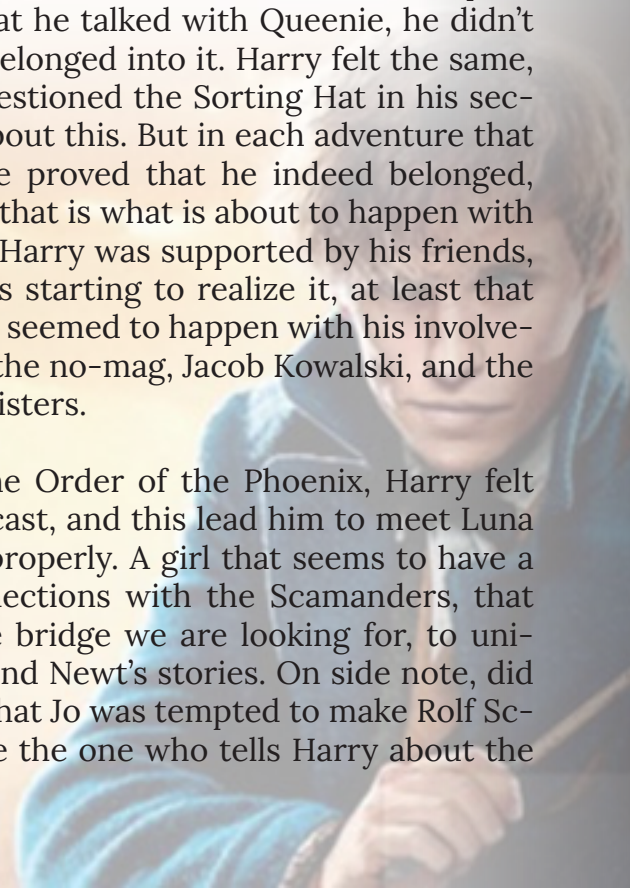 at he talked with Queenie, he didn’t
elonged into it. Harry felt the same,
estioned the Sorting Hat in his sec-
bout this. But in each adventure that
e proved that he indeed belonged,
that is what is about to happen with
Harry was supported by his friends,
s starting to realize it, at least that
seemed to happen with his involve-
the no-mag, Jacob Kowalski, and the
isters.
ne Order of the Phoenix, Harry felt
cast, and this lead him to meet Luna
properly. A girl that seems to have a
nections with the Scamanders, that
e bridge we are looking for, to uni-
nd Newt’s stories. On side note, did
hat Jo was tempted to make Rolf Sc-
e the one who tells Harry about the